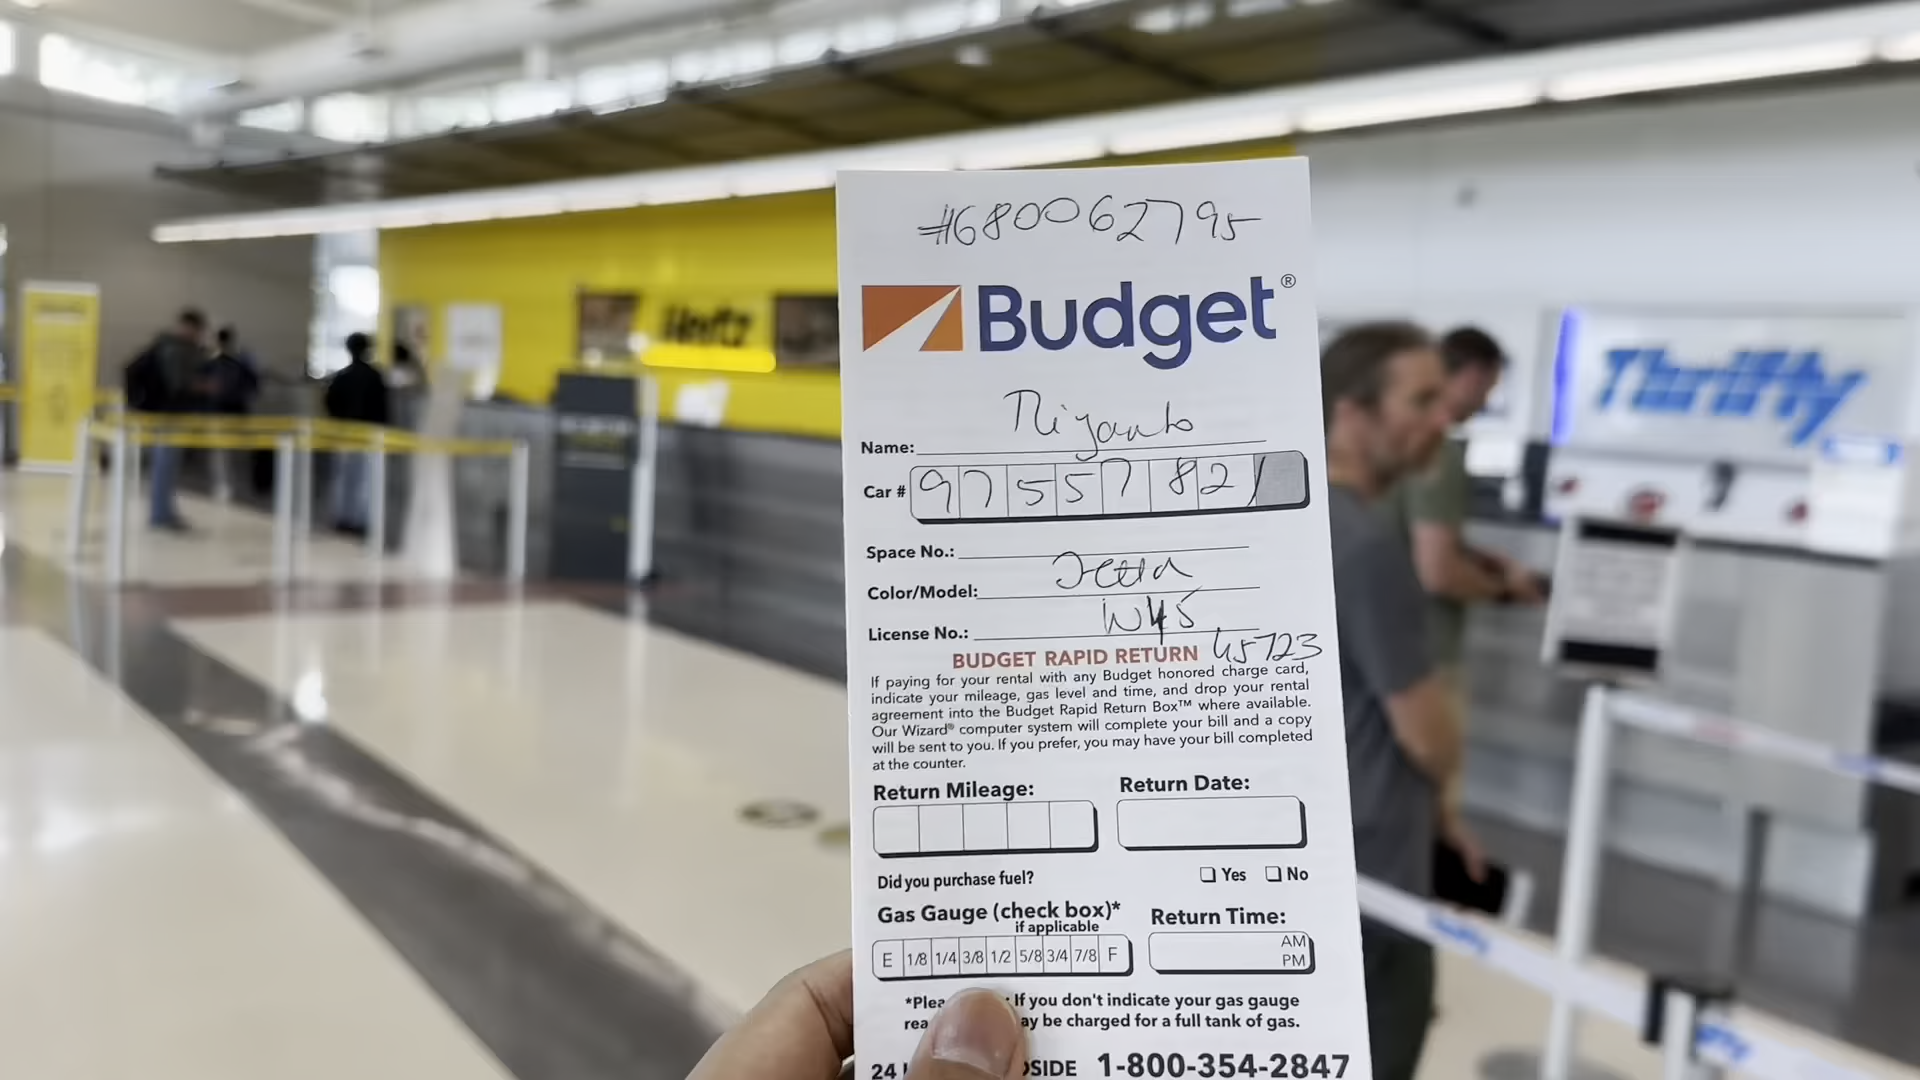 #680062795
Budget®
Name:
Car # 97557821
Space No.:
Color/Model: Jetta
License No.: W45
BUDGET RAPID RETURN 45723
If paying for your rental with any Budget honored charge card,
indicate your mileage, gas level and time, and drop your rental
agreement into the Budget Rapid Return Box™ where available.
Our Wizard® computer system will complete your bill and a copy
will be sent to you. If you prefer, you may have your bill completed
at the counter.
Return Mileage:
Return Date:
Did you purchase fuel?
Yes No
Gas Gauge (check box)*
if applicable
E 1/8 1/4 3/8 1/2 5/8 3/4 7/8 F
Return Time:
AM
PM
If you don't indicate your gas gauge
be charged for a full tank of gas.
24 1-800-354-2847
Hertz
Thrifty